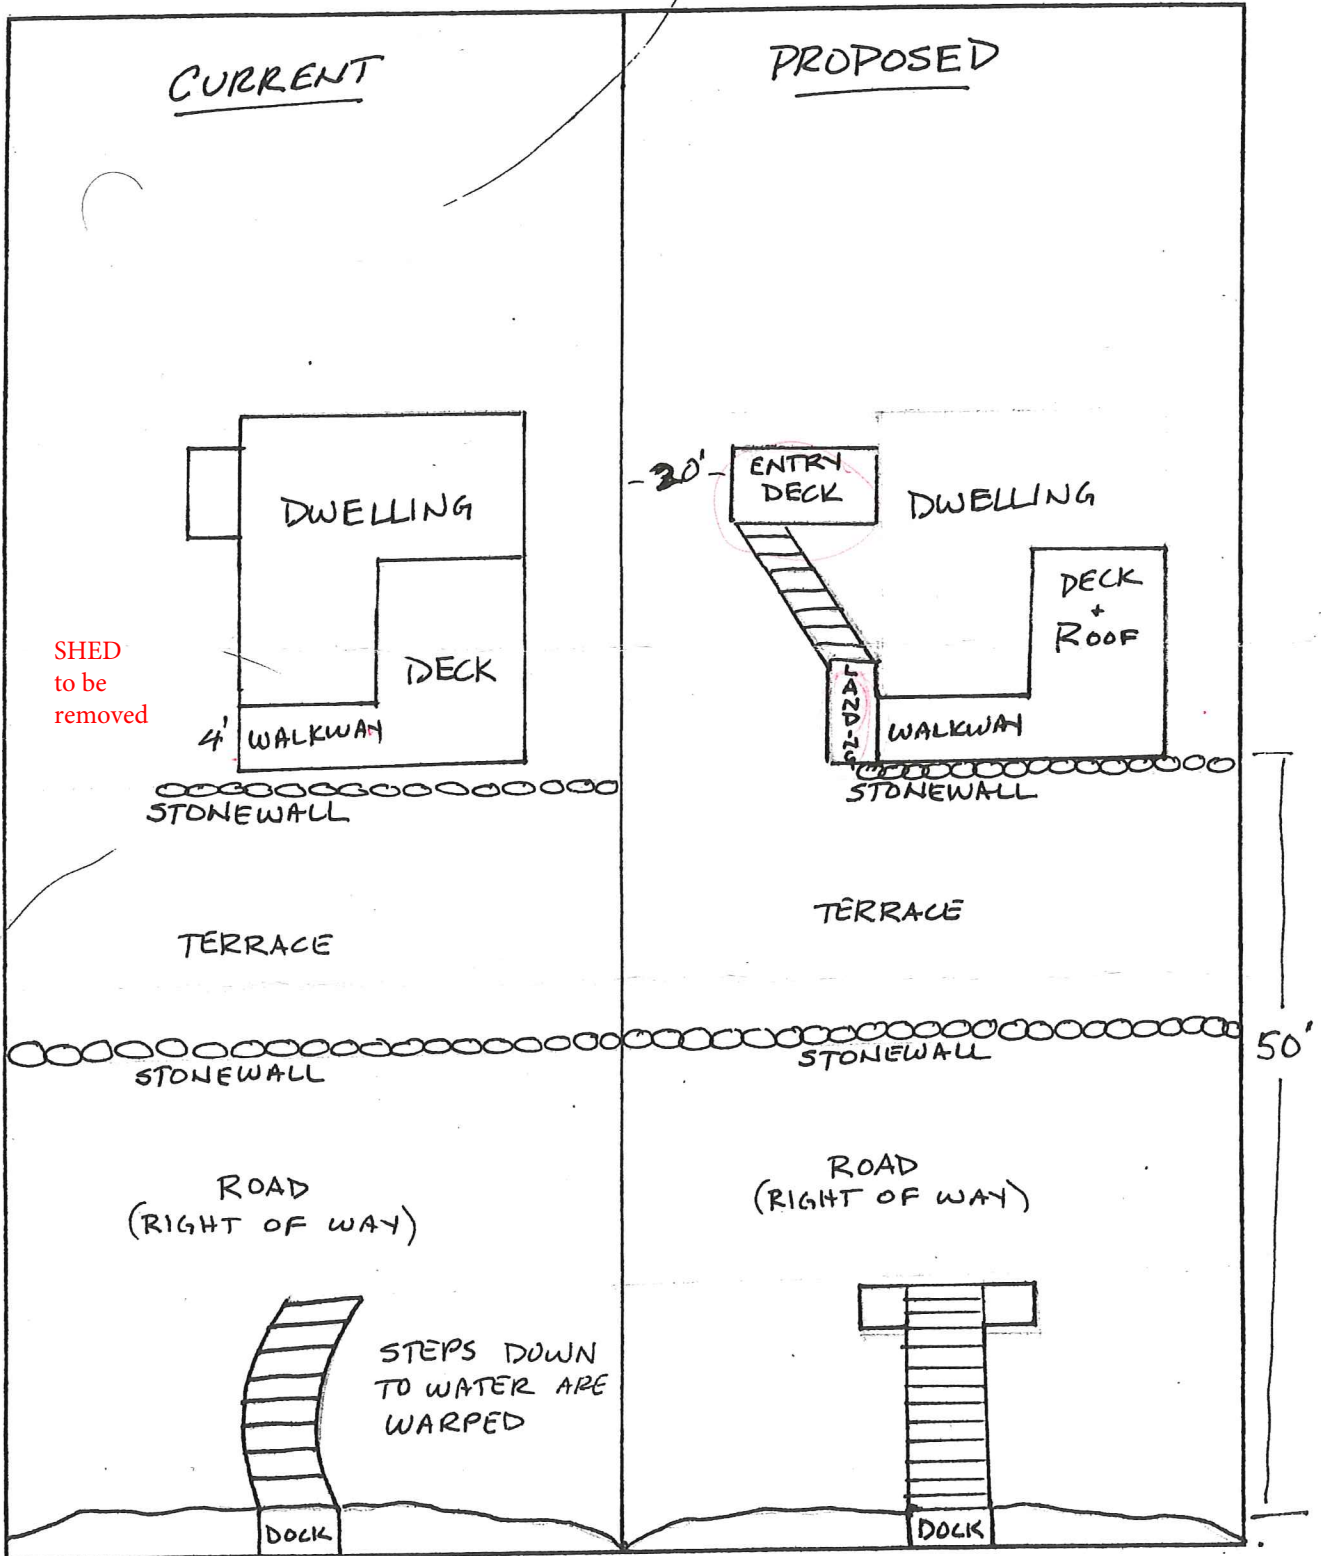 CURRENT
DWELLING
DECK
SHED
to be
removed
4' WALKWAY
STONEWALL
TERRACE
STONEWALL
ROAD
(RIGHT OF WAY)
STEPS DOWN
TO WATER ARE
WARPED
DOCK
PROPOSED
-20'-
ENTRY
DECK
DWELLING
DECK
+
ROOF
LANDING
WALKWAY
STONEWALL
TERRACE
STONEWALL
50'
ROAD
(RIGHT OF WAY)
DOCK